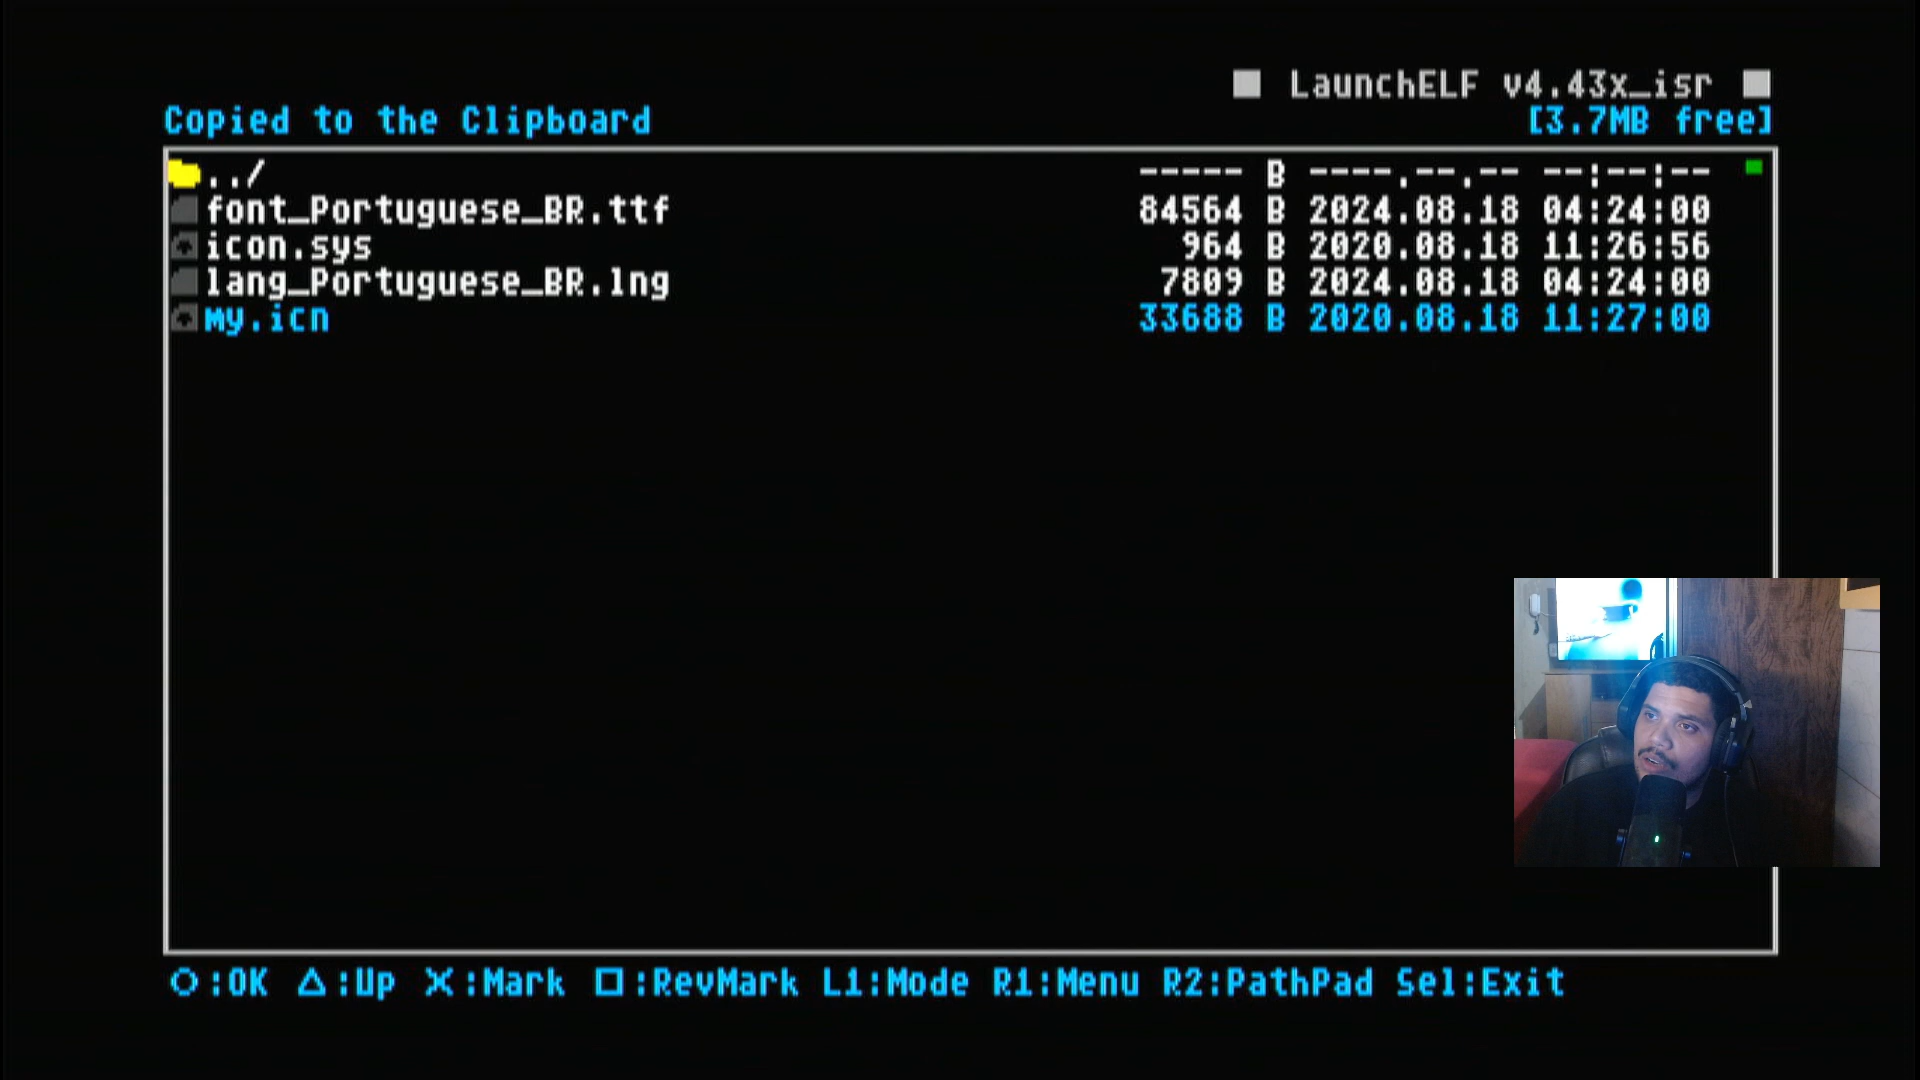 LaunchELF v4.43x_isr
Copied to the Clipboard [3.7MB free]
../ ----- B ----.--.-- --:--:--
font_Portuguese_BR.ttf 84564 B 2024.08.18 04:24:00
icon.sys 964 B 2020.08.18 11:26:56
lang_Portuguese_BR.lng 7809 B 2024.08.18 04:24:00
my.icn 33688 B 2020.08.18 11:27:00
○:OK △:Up ✕:Mark □:RevMark L1:Mode R1:Menu R2:PathPad Sel:Exit